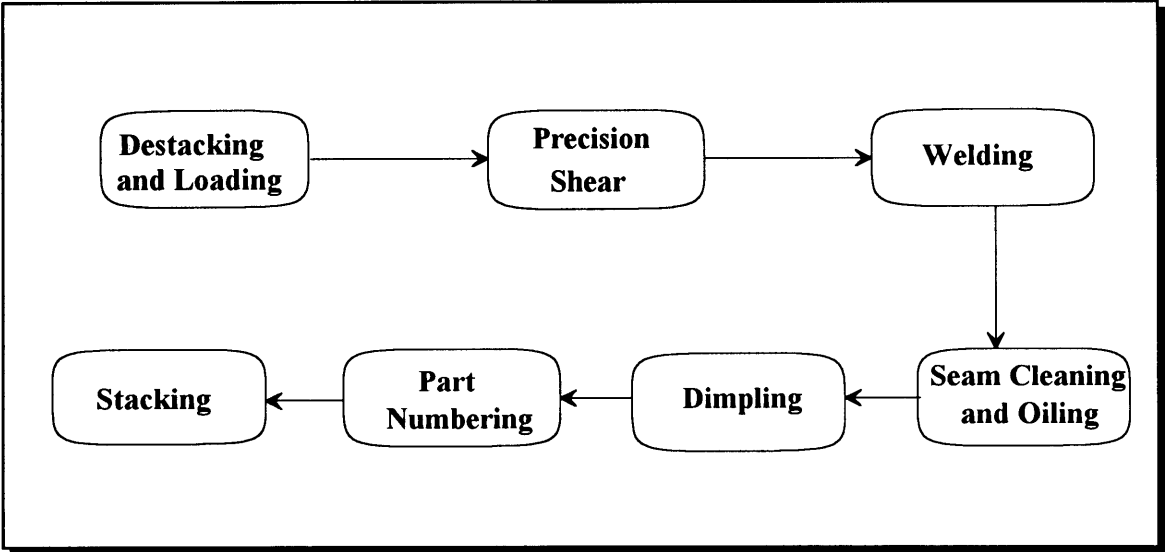 Destacking
and Loading
Precision
Shear
Welding
Seam Cleaning
and Oiling
Dimpling
Part
Numbering
Stacking